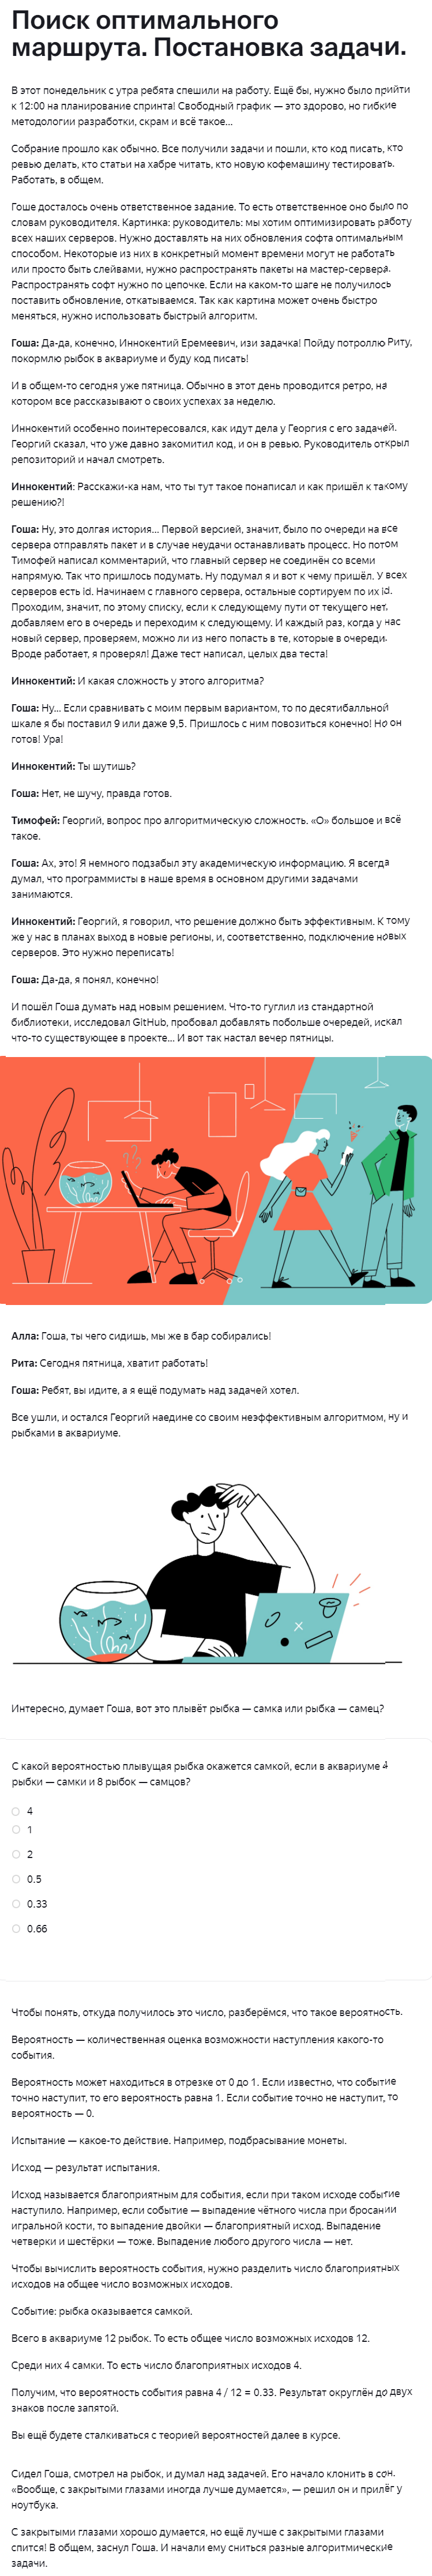 Поиск оптимального
маршрута. Постановка задачи.
В этот понедельник с утра ребята спешили на работу. Ещё бы, нужно было прийти
к 12:00 на планирование спринта! Свободный график — это здорово, но гибкие
методологии разработки, скрам и всё такое...
Собрание прошло как обычно. Все получили задачи и пошли, кто код писать, кто
ревью делать, кто статьи на хабре читать, кто новую кофемашину тестировать.
Работать, в общем.
Гоше досталось очень ответственное задание. То есть ответственное оно было по
словам руководителя. Картинка: руководитель: мы хотим оптимизировать работу
всех наших серверов. Нужно доставлять на них обновления софта оптимальным
способом. Некоторые из них в конкретный момент времени могут не работать
или просто быть слейвами, нужно распространять пакеты на мастер-сервера.
Распространять софт нужно по цепочке. Если на каком-то шаге не получилось
поставить обновление, откатываемся. Так как картина может очень быстро
меняться, нужно использовать быстрый алгоритм.
Гоша: Да-да, конечно, Иннокентий Еремеевич, изи задачка! Пойду потроллю Риту,
покормлю рыбок в аквариуме и буду код писать!
И в общем-то сегодня уже пятница. Обычно в этот день проводится ретро, на
котором все рассказывают о своих успехах за неделю.
Иннокентий особенно поинтересовался, как идут дела у Георгия с его задачей.
Георгий сказал, что уже давно закомитил код, и он в ревью. Руководитель открыл
репозиторий и начал смотреть.
Иннокентий: Расскажи-ка нам, что ты тут такое понаписал и как пришёл к такому
решению?!
Гоша: Ну, это долгая история... Первой версией, значит, было по очереди на все
сервера отправлять пакет и в случае неудачи останавливать процесс. Но потом
Тимофей написал комментарий, что главный сервер не соединён со всеми
напрямую. Так что пришлось подумать. Ну подумал я и вот к чему пришёл. У всех
серверов есть id. Начинаем с главного сервера, остальные сортируем по их id.
Проходим, значит, по этому списку, если к следующему пути от текущего нет,
добавляем его в очередь и переходим к следующему. И каждый раз, когда у нас
новый сервер, проверяем, можно ли из него попасть в те, которые в очереди.
Вроде работает, я проверял! Даже тест написал, целых два теста!
Иннокентий: И какая сложность у этого алгоритма?
Гоша: Ну... Если сравнивать с моим первым вариантом, то по десятибалльной
шкале я бы поставил 9 или даже 9,5. Пришлось с ним повозиться конечно! Но он
готов! Ура!
Иннокентий: Ты шутишь?
Гоша: Нет, не шучу, правда готов.
Тимофей: Георгий, вопрос про алгоритмическую сложность. «О» большое и всё
такое.
Гоша: Ах, это! Я немного подзабыл эту академическую информацию. Я всегда
думал, что программисты в наше время в основном другими задачами
занимаются.
Иннокентий: Георгий, я говорил, что решение должно быть эффективным. К тому
же у нас в планах выход в новые регионы, и, соответственно, подключение новых
серверов. Это нужно переписать!
Гоша: Да-да, я понял, конечно!
И пошёл Гоша думать над новым решением. Что-то гуглил из стандартной
библиотеки, исследовал GitHub, пробовал добавлять побольше очередей, искал
что-то существующее в проекте... И вот так настал вечер пятницы.
Алла: Гоша, ты чего сидишь, мы же в бар собирались!
Рита: Сегодня пятница, хватит работать!
Гоша: Ребят, вы идите, а я ещё подумать над задачей хотел.
Все ушли, и остался Георгий наедине со своим неэффективным алгоритмом, ну и
рыбками в аквариуме.
Интересно, думает Гоша, вот это плывёт рыбка — самка или рыбка — самец?
С какой вероятностью плывущая рыбка окажется самкой, если в аквариуме 4
рыбки — самки и 8 рыбок — самцов?
4
1
2
0.5
0.33
0.66
Чтобы понять, откуда получилось это число, разберёмся, что такое вероятность.
Вероятность — количественная оценка возможности наступления какого-то
события.
Вероятность может находиться в отрезке от 0 до 1. Если известно, что событие
точно наступит, то его вероятность равна 1. Если событие точно не наступит, то
вероятность — 0.
Испытание — какое-то действие. Например, подбрасывание монеты.
Исход — результат испытания.
Исход называется благоприятным для события, если при таком исходе событие
наступило. Например, если событие — выпадение чётного числа при бросании
игральной кости, то выпадение двойки — благоприятный исход. Выпадение
четверки и шестёрки — тоже. Выпадение любого другого числа — нет.
Чтобы вычислить вероятность события, нужно разделить число благоприятных
исходов на общее число возможных исходов.
Событие: рыбка оказывается самкой.
Всего в аквариуме 12 рыбок. То есть общее число возможных исходов 12.
Среди них 4 самки. То есть число благоприятных исходов 4.
Получим, что вероятность события равна 4 / 12 = 0.33. Результат округлён до двух
знаков после запятой.
Вы ещё будете сталкиваться с теорией вероятностей далее в курсе.
Сидел Гоша, смотрел на рыбок, и думал над задачей. Его начало клонить в сон.
«Вообще, с закрытыми глазами иногда лучше думается», — решил он и прилёг у
ноутбука.
С закрытыми глазами хорошо думается, но ещё лучше с закрытыми глазами
спится! В общем, заснул Гоша. И начали ему сниться разные алгоритмические
задачи.